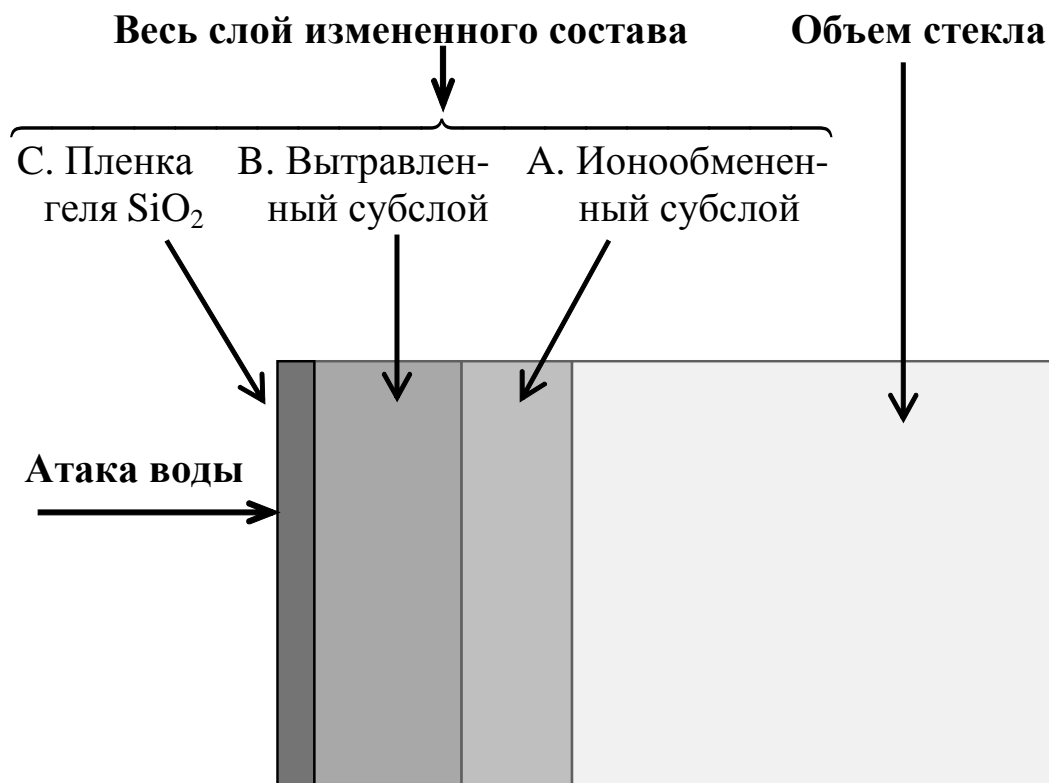 Весь слой измененного состава
Объем стекла
С. Пленка
геля SiO₂
В. Вытравлен-
ный субслой
А. Ионообменен-
ный субслой
Атака воды